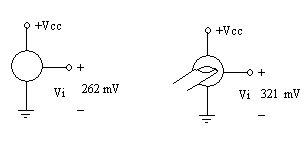 +Vcc
+
Vi 262 mV
−
+Vcc
+
Vi 321 mV
−